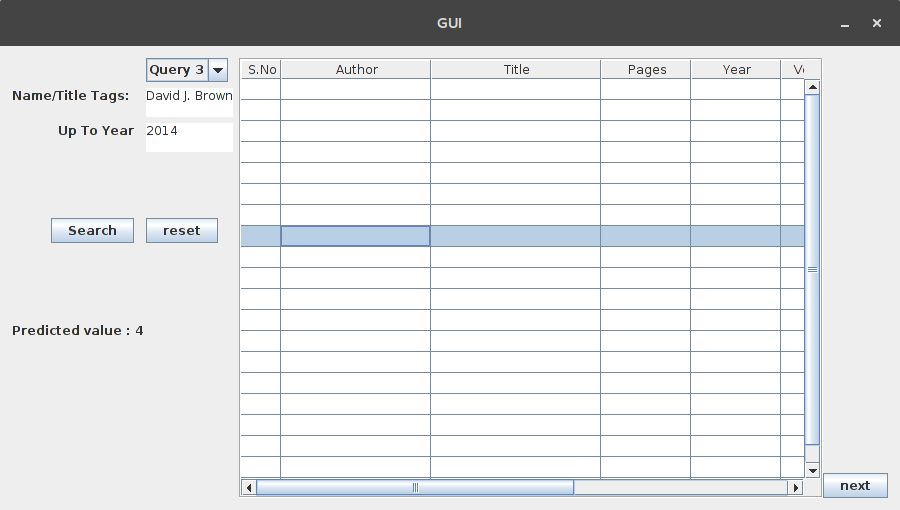 GUI
Query 3
Name/Title Tags: David J. Brown
Up To Year 2014
Search reset
Predicted value : 4
S.No Author Title Pages Year
next